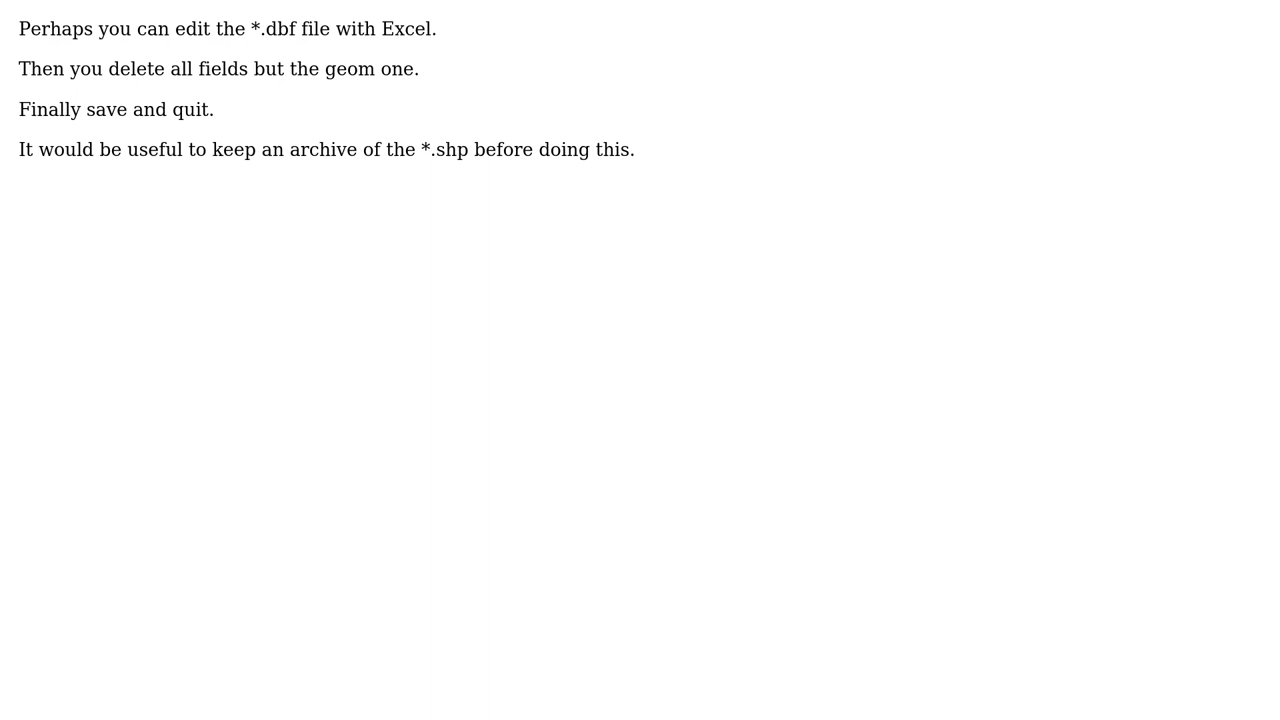 Perhaps you can edit the *.dbf file with Excel.
Then you delete all fields but the geom one.
Finally save and quit.
It would be useful to keep an archive of the *.shp before doing this.